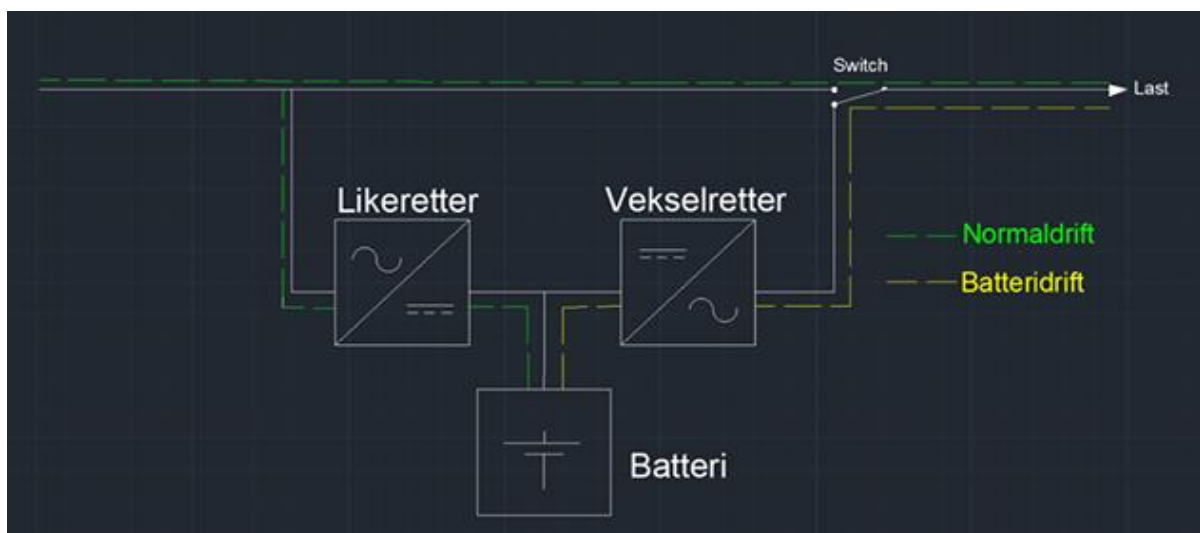 Switch
Last
Likeretter
Vekselretter
Normaldrift
Batteridrift
Batteri